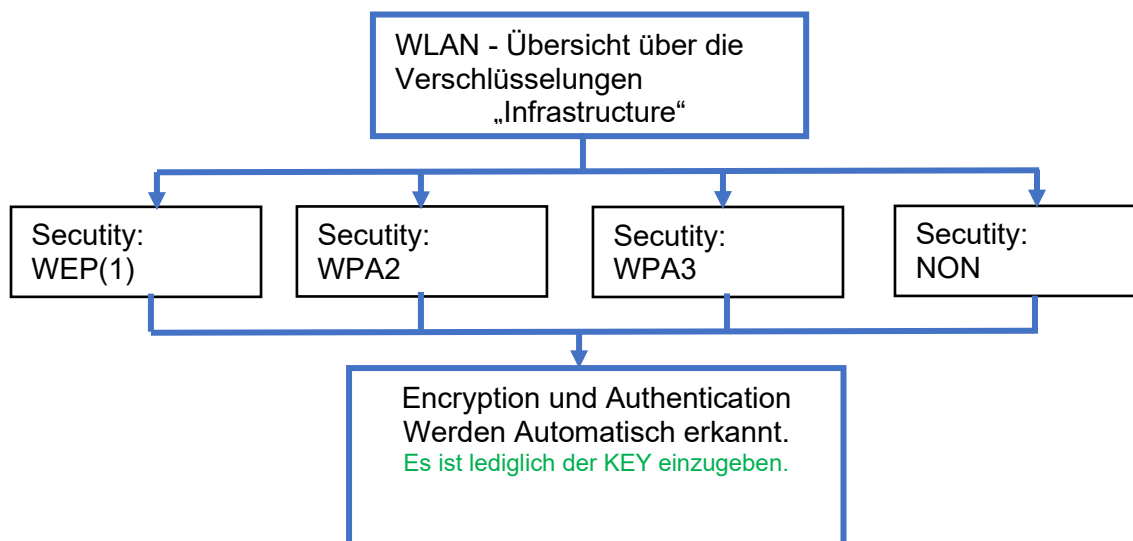 WLAN - Übersicht über die
Verschlüsselungen
„Infrastructure“
Secutity:
WEP(1)
Secutity:
WPA2
Secutity:
WPA3
Secutity:
NON
Encryption und Authentication
Werden Automatisch erkannt.
Es ist lediglich der KEY einzugeben.